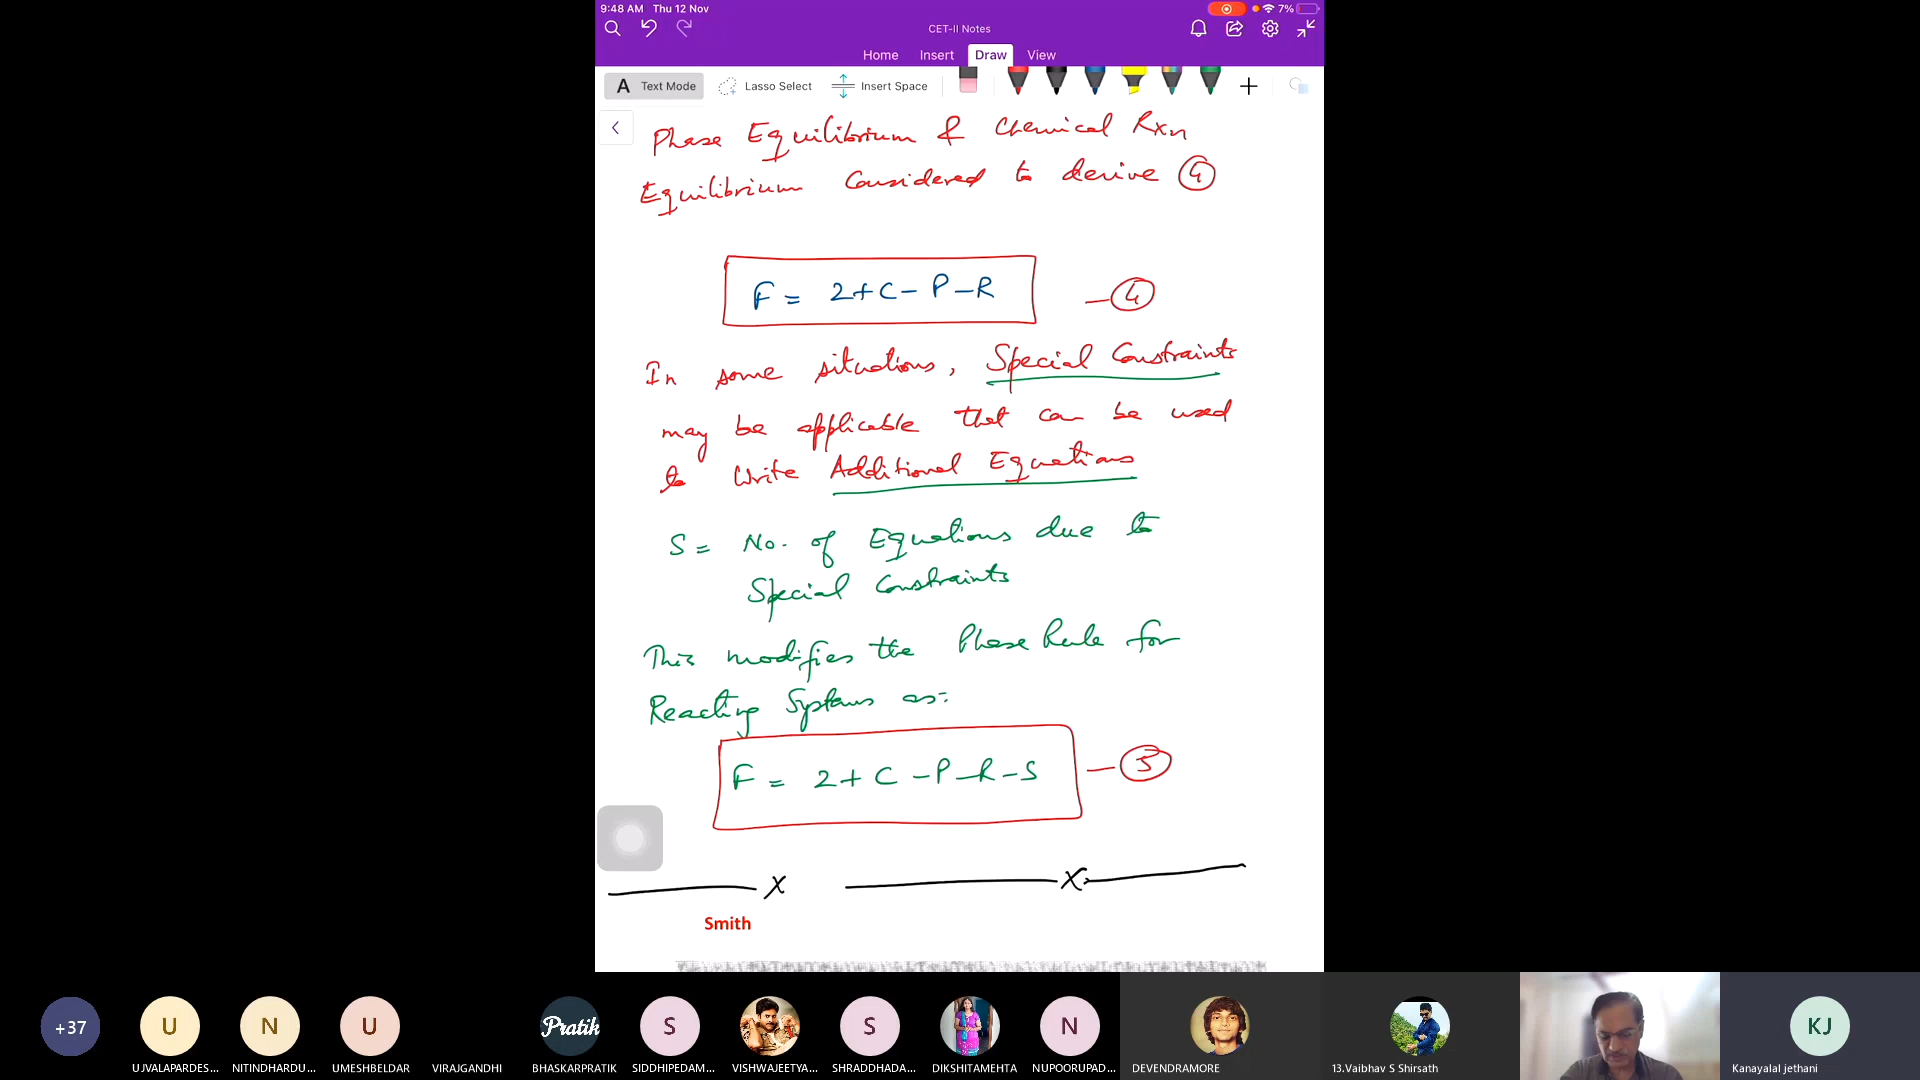 9:48 AM Thu 12 Nov
7%
CET-II Notes
Home Insert Draw View
A Text Mode Lasso Select Insert Space
Phase Equilibrium & Chemical Rxn
Equilibrium Considered to derive ④
F = 2+C-P-R - ④
In some situations, Special Constraints
may be applicable that can be used
to Write Additional Equations
S = No. of Equations due to
Special Constraints
This modifies the Phase Rule for
Reacting Systems as:
F = 2+C-P-R-S - ⑤
X X
Smith
+37 U N U Pratik S S N KJ
UJVALAPARDES... NITINDHARDU... UMESHBELDAR VIRAJGANDHI BHASKARPRATIK SIDDHIPEDAM... VISHWAJEETYA... SHRADDHADA... DIKSHITAMEHTA NUPOORUPAD... DEVENDRAMORE 13.Vaibhav S Shirsath Kanayalal jethani